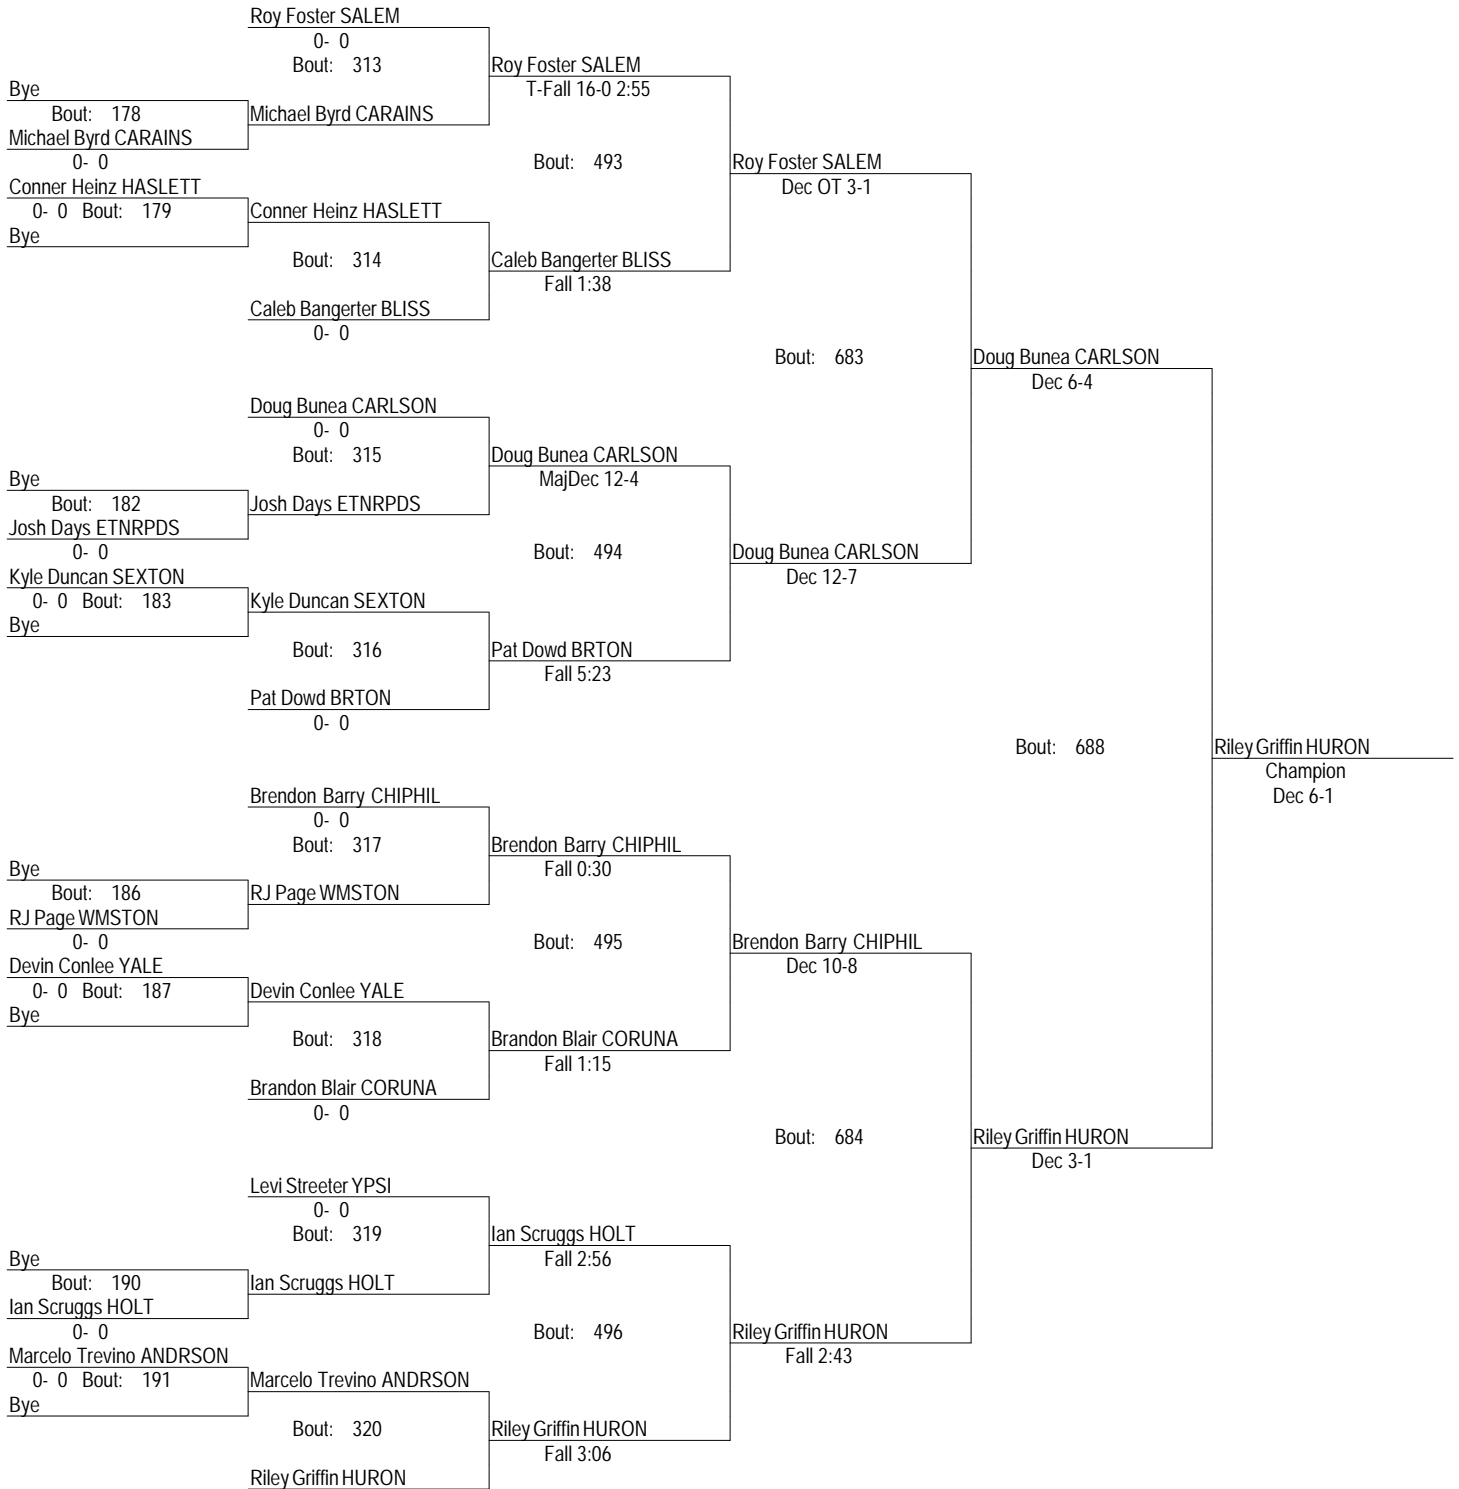 Roy Foster SALEM
0- 0
Bout: 313
Roy Foster SALEM
T-Fall 16-0 2:55
Bye
Bout: 178
Michael Byrd CARAINS
Michael Byrd CARAINS
0- 0
Bout: 493
Roy Foster SALEM
Dec OT 3-1
Conner Heinz HASLETT
0- 0 Bout: 179
Conner Heinz HASLETT
Bye
Bout: 314
Caleb Bangerter BLISS
Fall 1:38
Caleb Bangerter BLISS
0- 0
Bout: 683
Doug Bunea CARLSON
Dec 6-4
Doug Bunea CARLSON
0- 0
Bout: 315
Doug Bunea CARLSON
MajDec 12-4
Bye
Bout: 182
Josh Days ETNRPDS
Josh Days ETNRPDS
0- 0
Bout: 494
Doug Bunea CARLSON
Dec 12-7
Kyle Duncan SEXTON
0- 0 Bout: 183
Kyle Duncan SEXTON
Bye
Bout: 316
Pat Dowd BRTON
Fall 5:23
Pat Dowd BRTON
0- 0
Bout: 688
Riley Griffin HURON
Champion
Dec 6-1
Brendon Barry CHIPHIL
0- 0
Bout: 317
Brendon Barry CHIPHIL
Fall 0:30
Bye
Bout: 186
RJ Page WMSTON
RJ Page WMSTON
0- 0
Bout: 495
Brendon Barry CHIPHIL
Dec 10-8
Devin Conlee YALE
0- 0 Bout: 187
Devin Conlee YALE
Bye
Bout: 318
Brandon Blair CORUNA
Fall 1:15
Brandon Blair CORUNA
0- 0
Bout: 684
Riley Griffin HURON
Dec 3-1
Levi Streeter YPSI
0- 0
Bout: 319
Ian Scruggs HOLT
Fall 2:56
Bye
Bout: 190
Ian Scruggs HOLT
Ian Scruggs HOLT
0- 0
Bout: 496
Riley Griffin HURON
Fall 2:43
Marcelo Trevino ANDRSON
0- 0 Bout: 191
Marcelo Trevino ANDRSON
Bye
Bout: 320
Riley Griffin HURON
Fall 3:06
Riley Griffin HURON